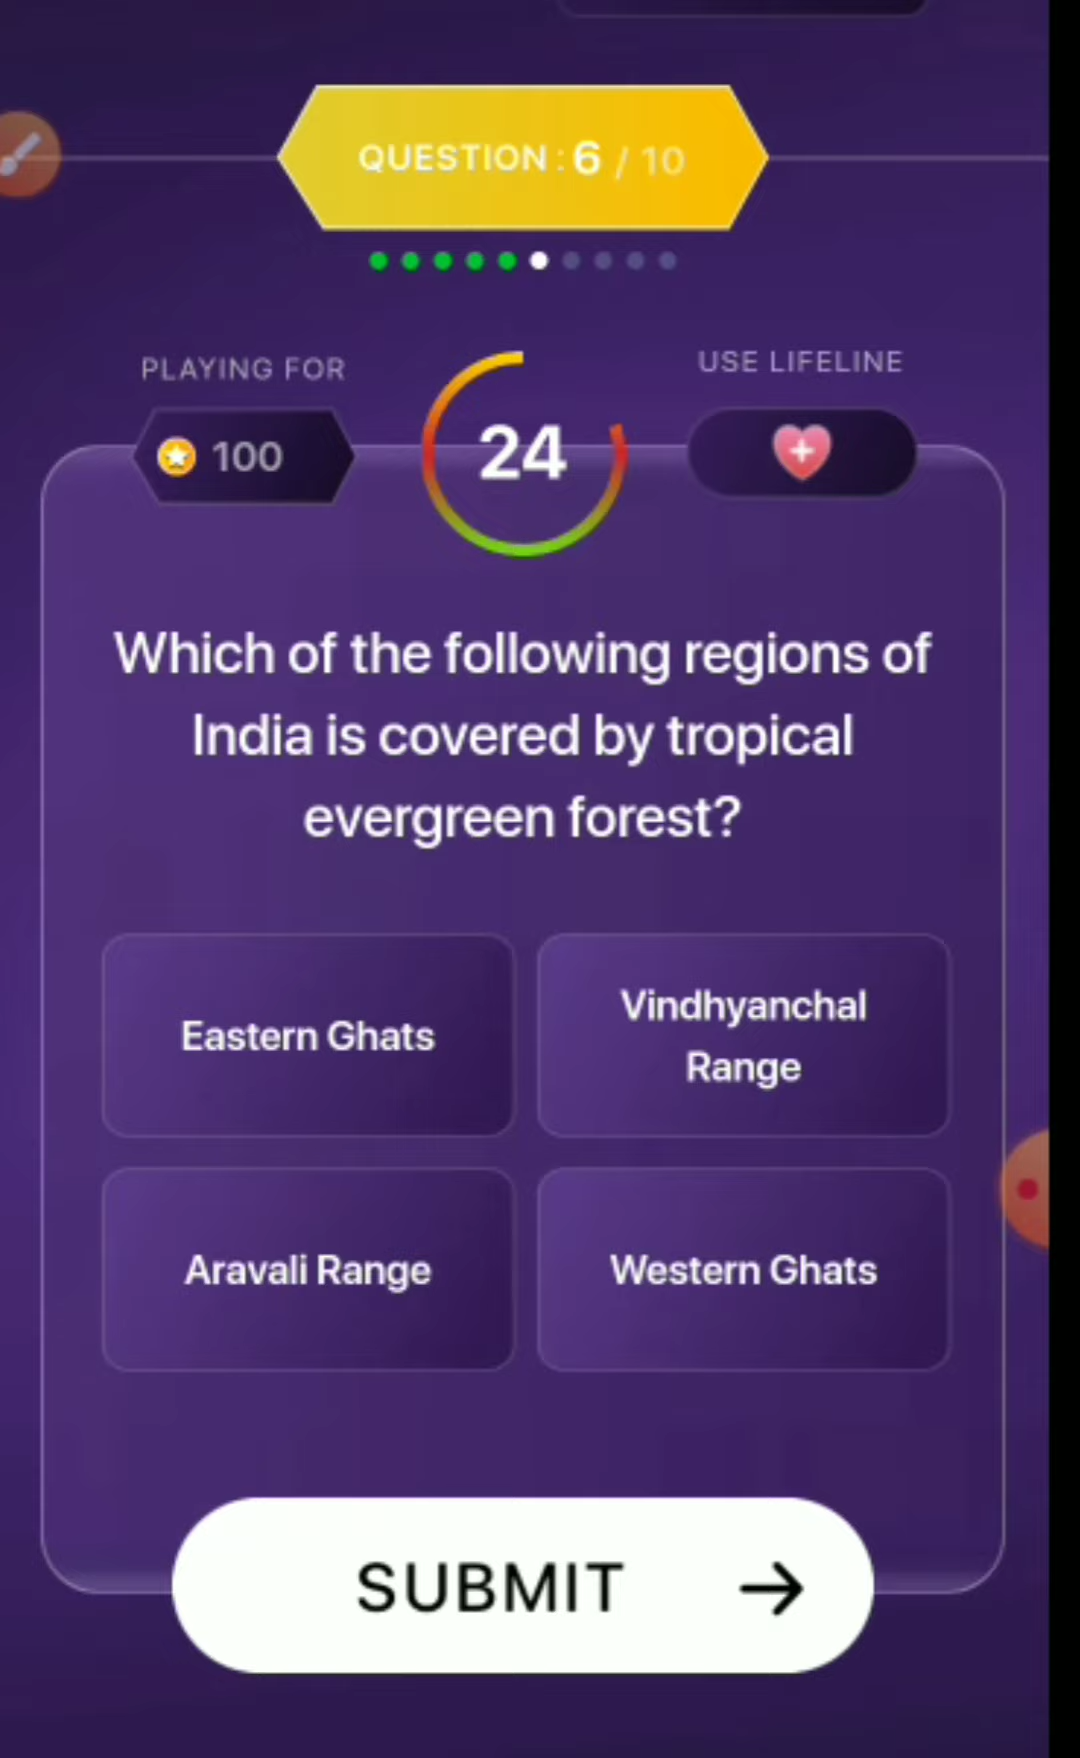 QUESTION : 6 / 10
PLAYING FOR
USE LIFELINE
100
24
Which of the following regions of
India is covered by tropical
evergreen forest?
Eastern Ghats
Vindhyanchal
Range
Aravali Range
Western Ghats
SUBMIT